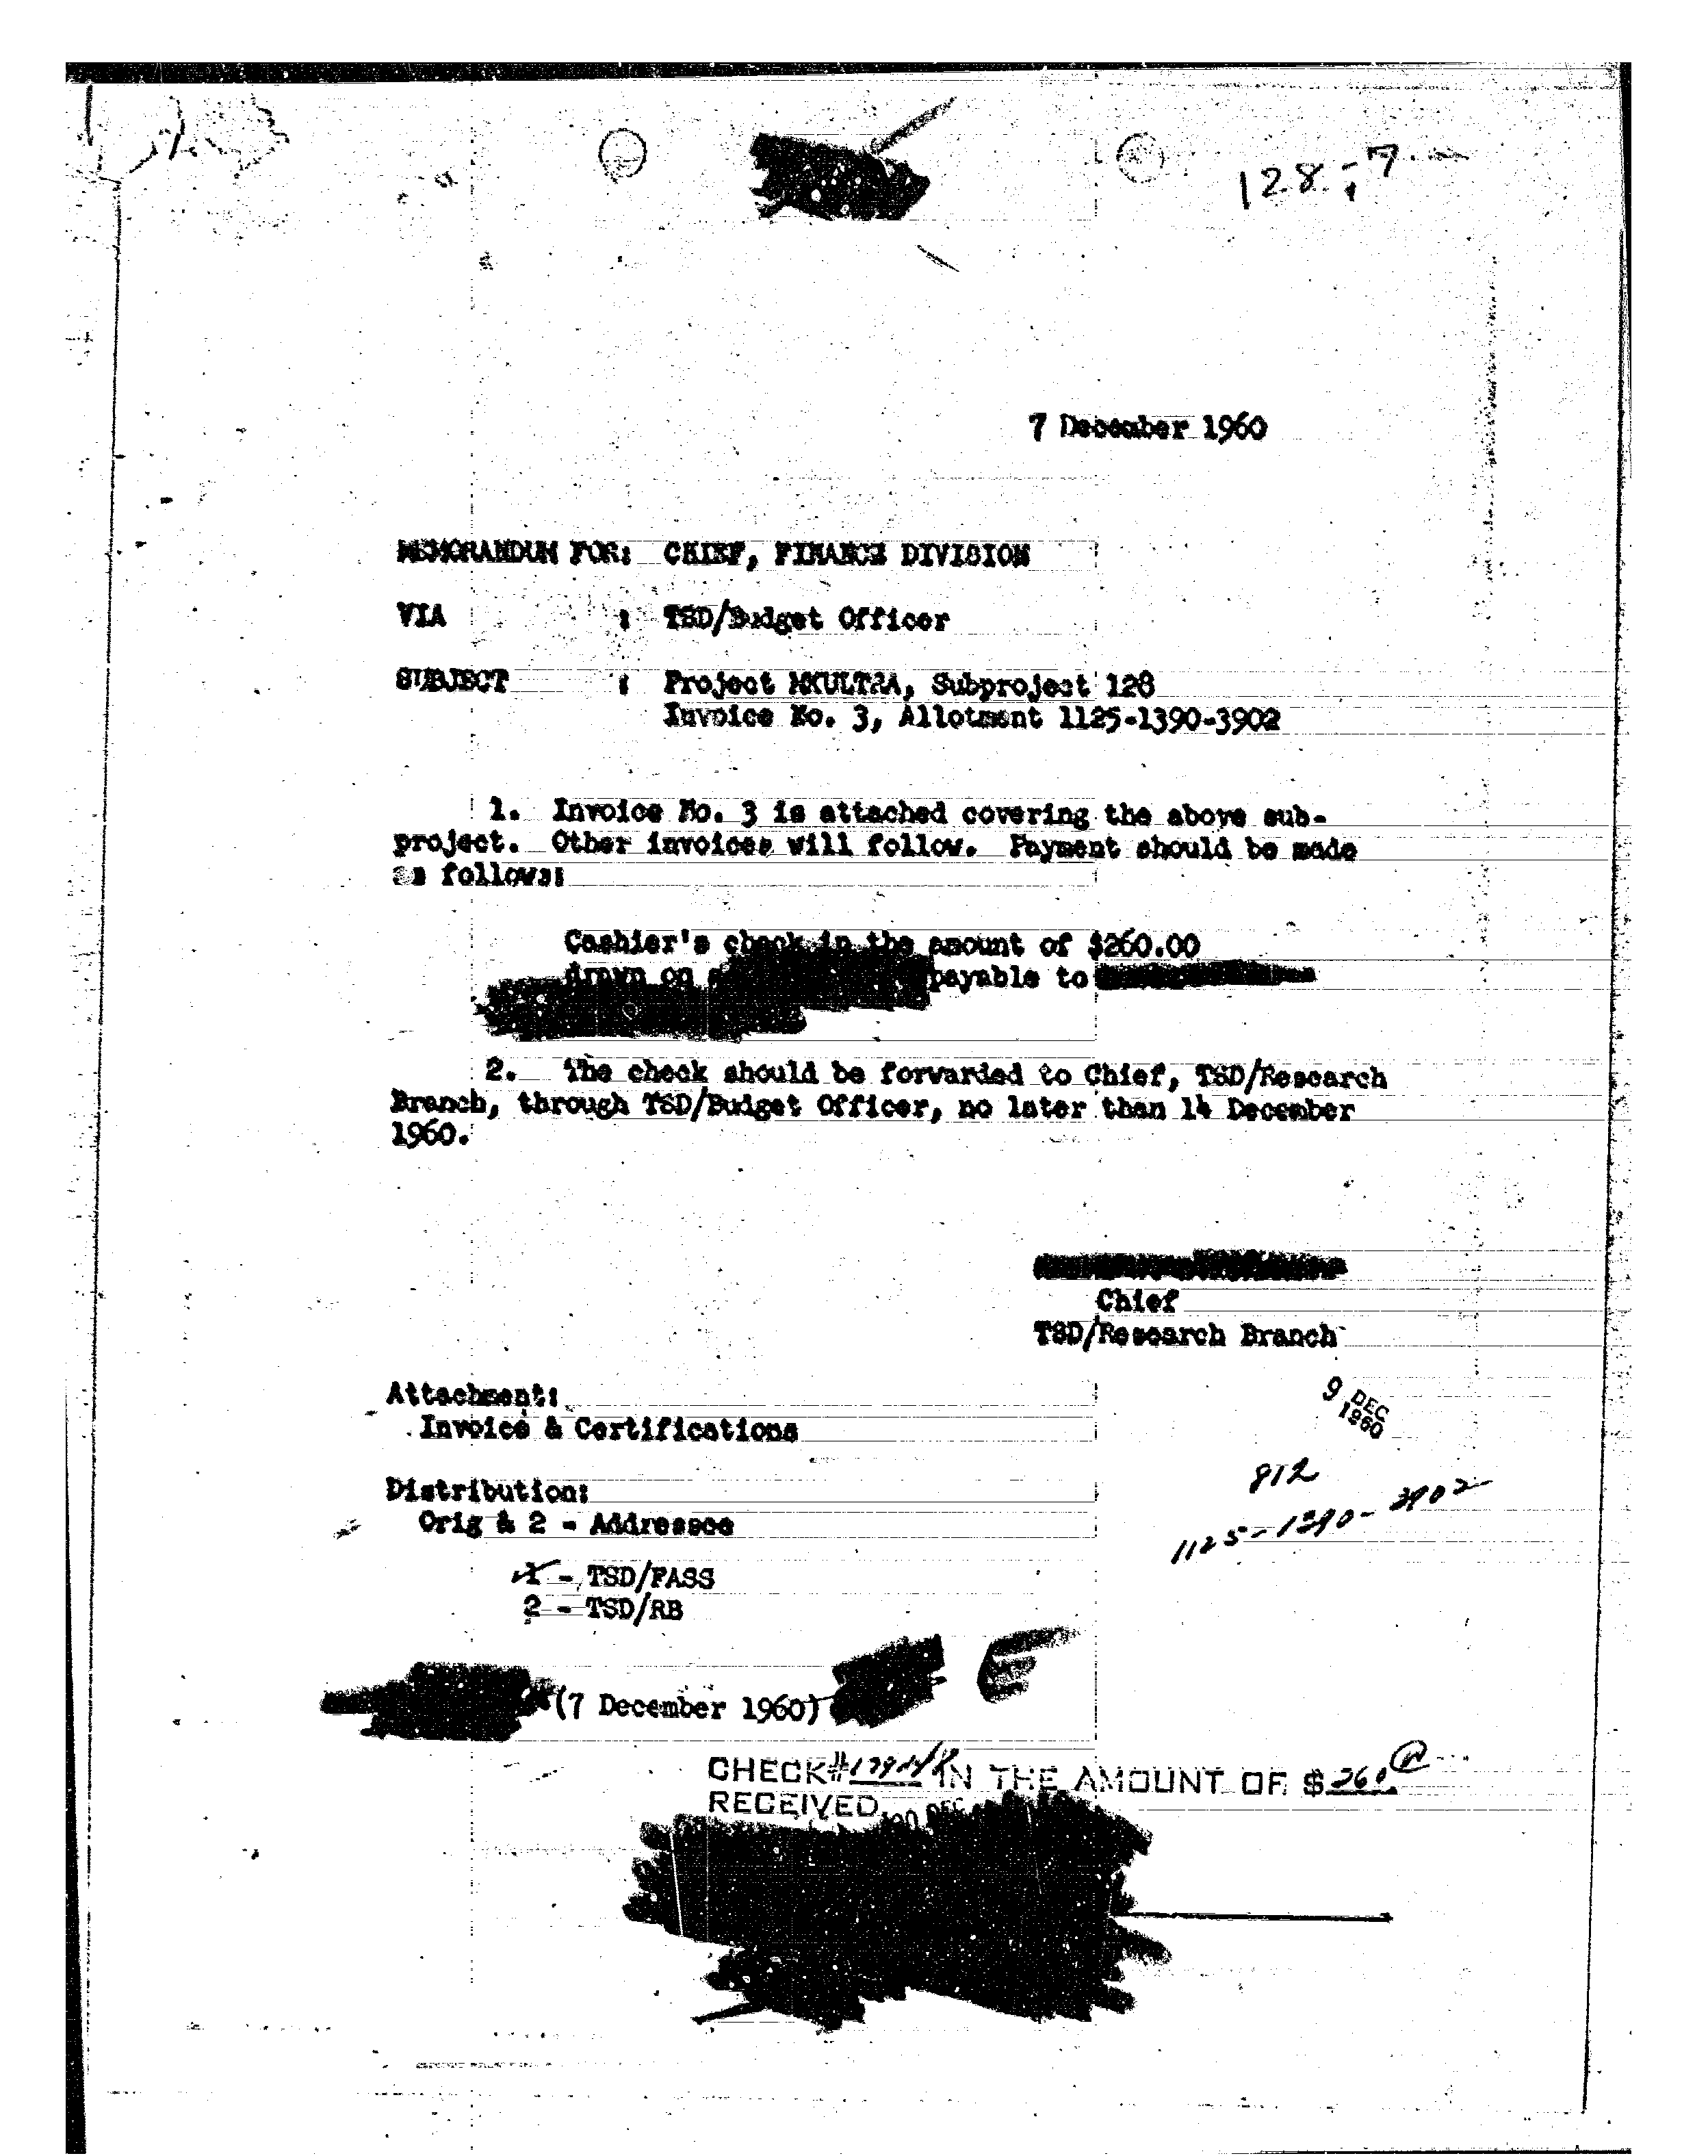 128-7
7 December 1960
MEMORANDUM FOR: CHIEF, FINANCE DIVISION
VIA : TSD/Budget Officer
SUBJECT : Project MKULTRA, Subproject 128
Invoice No. 3, Allotment 1125-1390-3902
1. Invoice No. 3 is attached covering the above sub-
project. Other invoices will follow. Payment should be made
as follows:
Cashier's check in the amount of $260.00
drawn on a payable to
2. The check should be forwarded to Chief, TSD/Research
Branch, through TSD/Budget Officer, no later than 14 December
1960.
Chief
TSD/Research Branch
Attachment:
Invoice & Certifications
9 DEC
1960
Distribution:
Orig & 2 - Addressee
812
1125-1390-3902
1 - TSD/FASS
2 - TSD/RB
(7 December 1960)
CHECK# IN THE AMOUNT OF $ 260
RECEIVED DEC